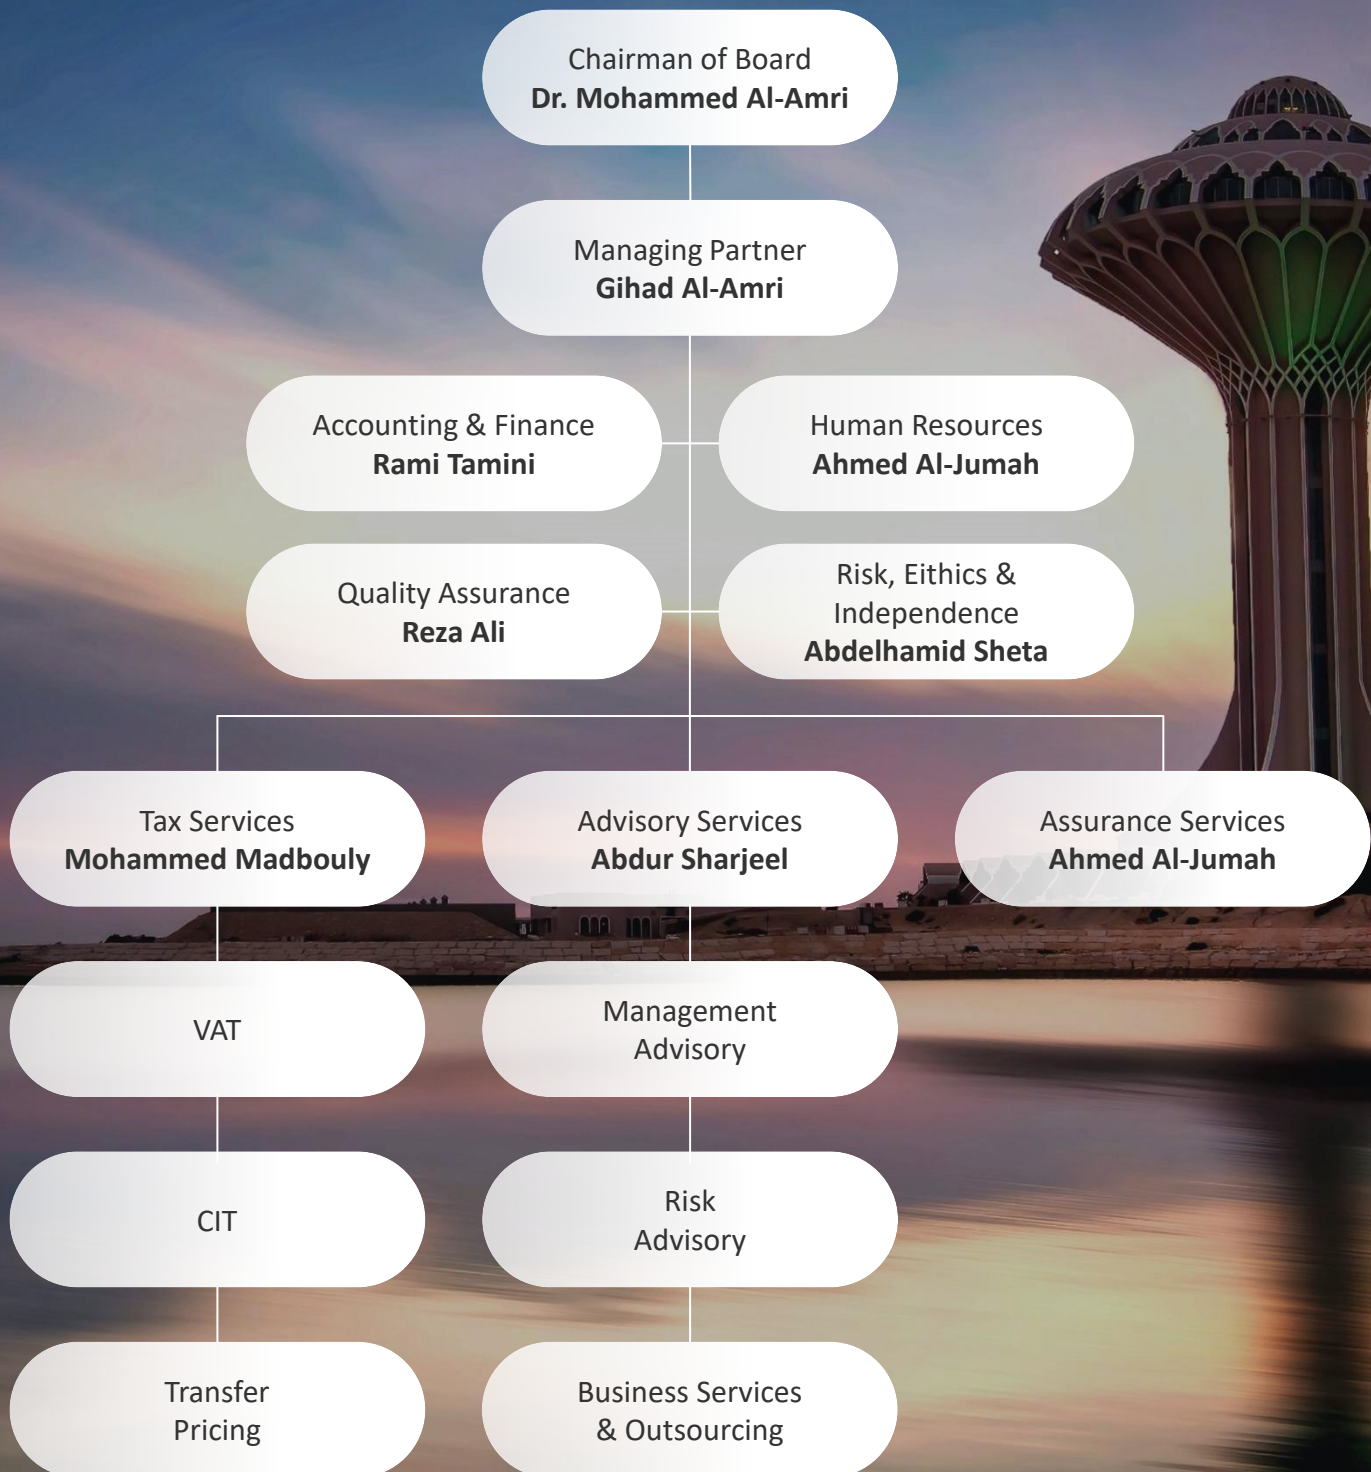 Chairman of Board
Dr. Mohammed Al-Amri
Managing Partner
Gihad Al-Amri
Accounting & Finance
Rami Tamini
Human Resources
Ahmed Al-Jumah
Quality Assurance
Reza Ali
Risk, Eithics &
Independence
Abdelhamid Sheta
Tax Services
Mohammed Madbouly
Advisory Services
Abdur Sharjeel
Assurance Services
Ahmed Al-Jumah
VAT
Management
Advisory
CIT
Risk
Advisory
Transfer
Pricing
Business Services
& Outsourcing